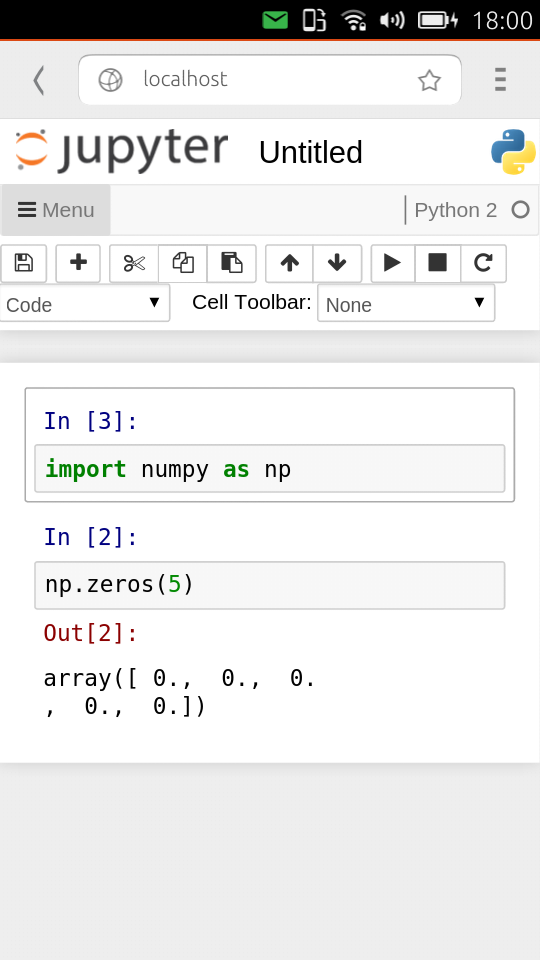 18:00
localhost
jupyter Untitled
Menu Python 2
Code Cell Toolbar: None
In [3]:
import numpy as np
In [2]:
np.zeros(5)
Out[2]:
array([ 0.,  0.,  0.
,  0.,  0.])